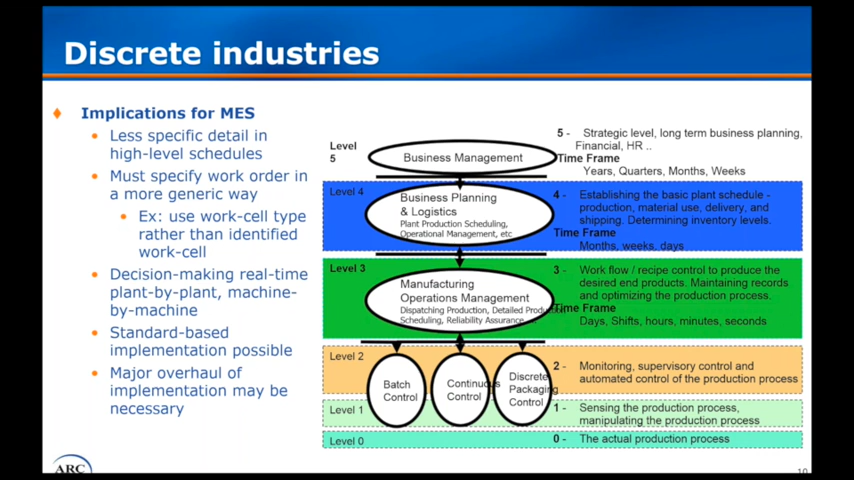 Discrete industries
Implications for MES
Less specific detail in
high-level schedules
Must specify work order in
a more generic way
Ex: use work-cell type
rather than identified
work-cell
Decision-making real-time
plant-by-plant, machine-
by-machine
Standard-based
implementation possible
Major overhaul of
implementation may be
necessary
Level
5
Business Management
5 - Strategic level, long term business planning,
Financial, HR ..
Time Frame
Years, Quarters, Months, Weeks
Level 4
Business Planning
& Logistics
Plant Production Scheduling,
Operational Management, etc
4 - Establishing the basic plant schedule -
production, material use, delivery, and
shipping. Determining inventory levels.
Time Frame
Months, weeks, days
Level 3
Manufacturing
Operations Management
Dispatching Production, Detailed
Scheduling, Reliability Assurance,
3 - Work flow / recipe control to produce the
desired end products. Maintaining records
and optimizing the production process.
Time Frame
Days, Shifts, hours, minutes, seconds
Level 2
Batch
Control
Continuous
Control
Discrete
Packaging
Control
2 - Monitoring, supervisory control and
automated control of the production process
Level 1
1 - Sensing the production process,
manipulating the production process
Level 0
0 - The actual production process
ARC
10